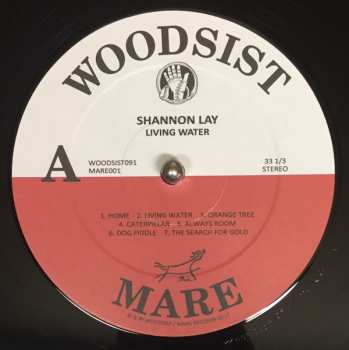 WOODSIST
SHANNON LAY
LIVING WATER
A
WOODSIST091
MARE001
33 1/3
STEREO
1. HOME 2. LIVING WATER 3. ORANGE TREE
4. CATERPILLAR 5. ALWAYS ROOM
6. DOG FIDDLE 7. THE SEARCH FOR GOLD
MARE